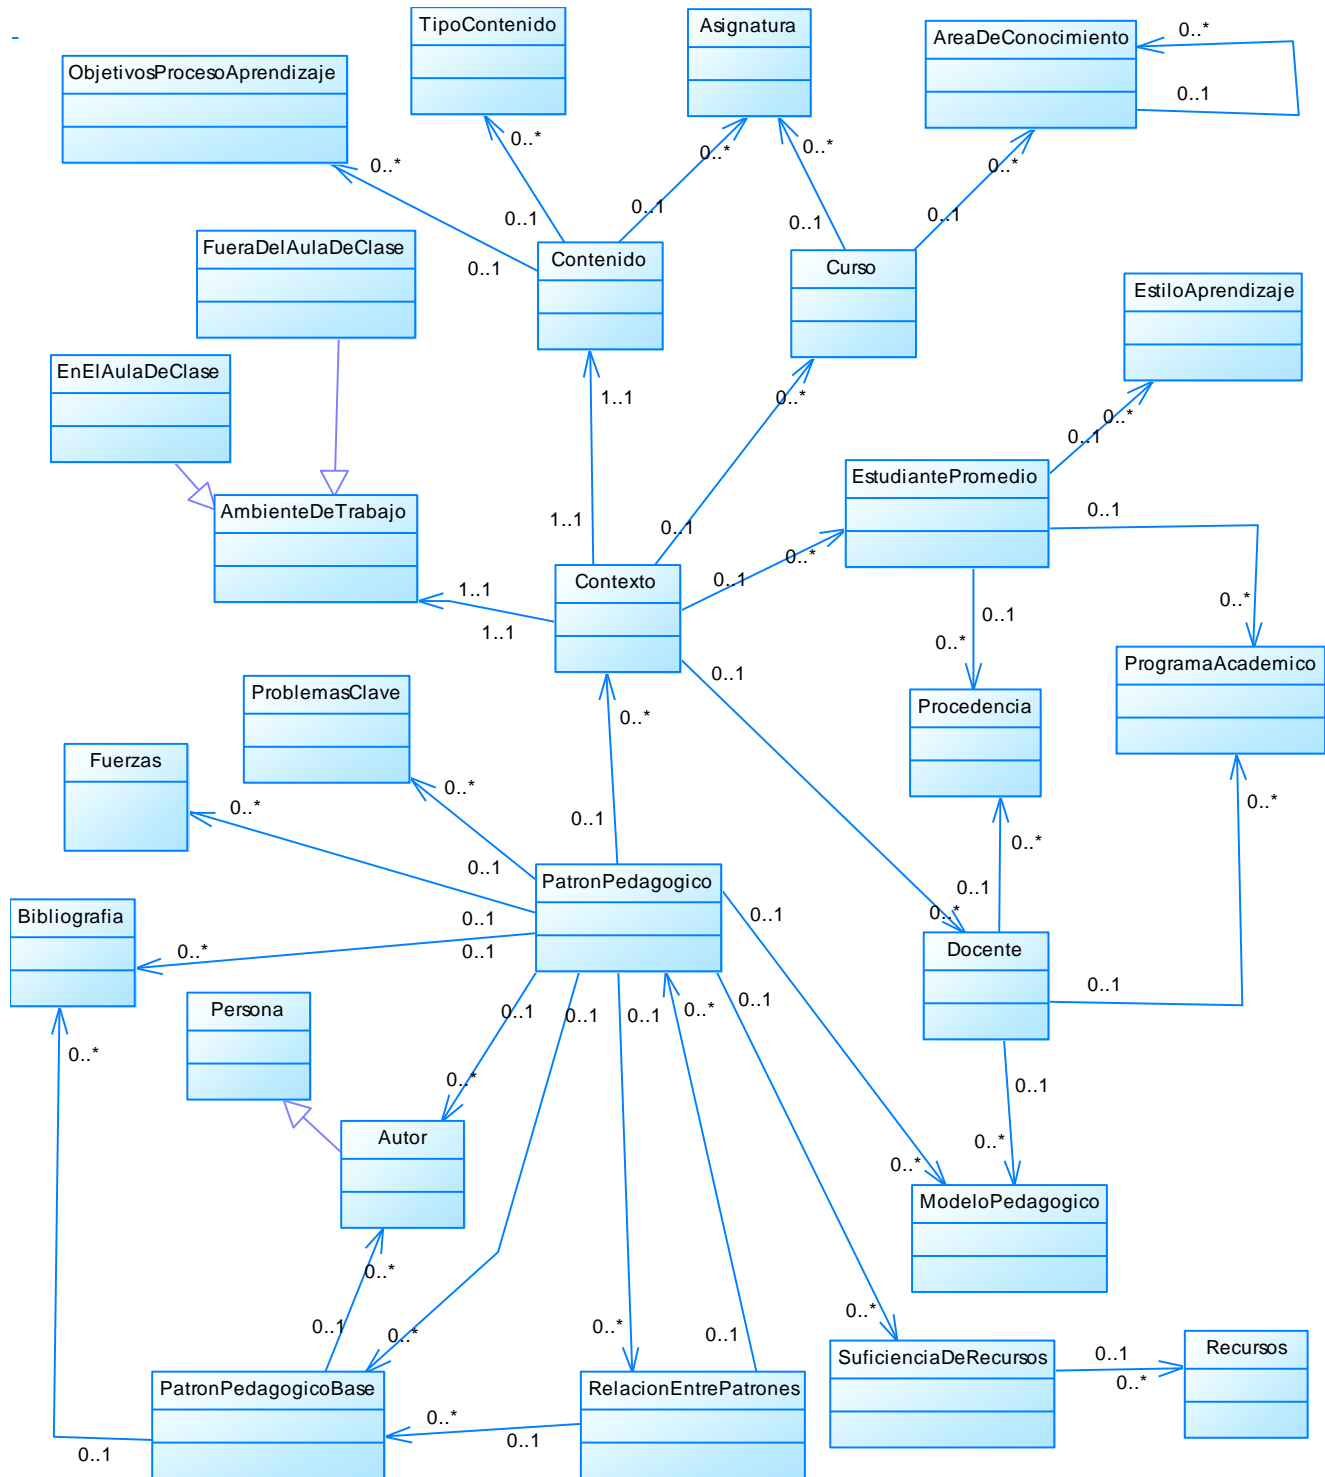 TipoContenido
Asignatura
AreaDeConocimiento
0..*
0..1
ObjetivosProcesoAprendizaje
0..*
0..*
0..*
0..*
0..*
0..1
0..1
0..1
0..1
0..1
FueraDelAulaDeClase
Contenido
Curso
EstiloAprendizaje
EnElAulaDeClase
1..1
0..*
0..*
0..1
EstudiantePromedio
AmbienteDeTrabajo
1..1
0..1
0..1
0..*
0..1
Contexto
1..1
1..1
0..1
0..*
0..*
0..1
ProgramaAcademico
ProblemasClave
Procedencia
0..*
Fuerzas
0..*
0..*
0..1
0..*
0..*
0..1
PatronPedagogico
0..1
0..1
0..1
0..1
0..*
Bibliografia
0..*
Docente
0..1
Persona
0..1
0..1
0..1
0..*
0..1
0..*
0..*
0..1
Autor
0..*
0..*
ModeloPedagogico
0..*
0..1
0..*
0..*
0..1
0..*
SuficienciaDeRecursos
0..1
0..*
Recursos
PatronPedagogicoBase
RelacionEntrePatrones
0..*
0..1
0..1